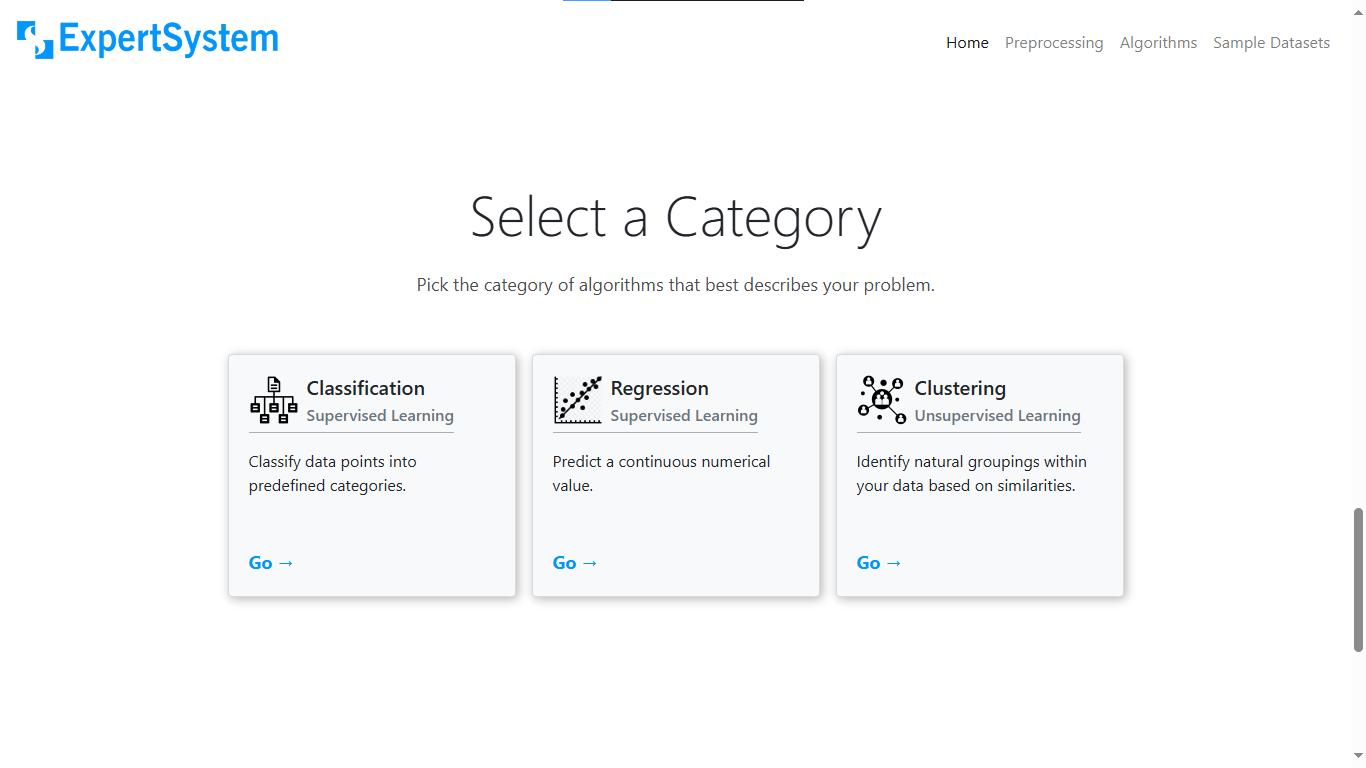 ExpertSystem
Home Preprocessing Algorithms Sample Datasets
Select a Category
Pick the category of algorithms that best describes your problem.
Classification
Supervised Learning
Classify data points into
predefined categories.
Go →
Regression
Supervised Learning
Predict a continuous numerical
value.
Go →
Clustering
Unsupervised Learning
Identify natural groupings within
your data based on similarities.
Go →